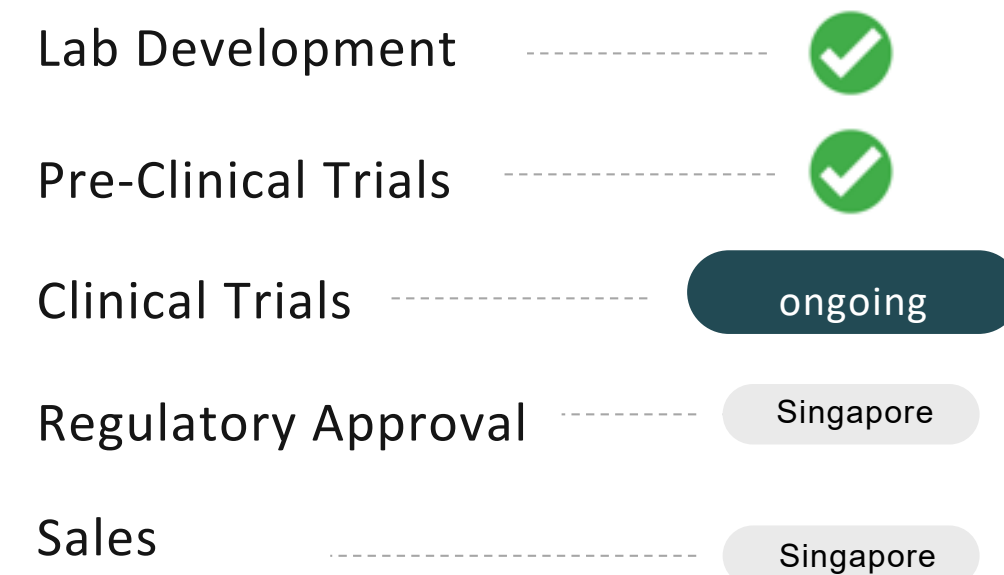 Lab Development
Pre-Clinical Trials
Clinical Trials ongoing
Regulatory Approval Singapore
Sales Singapore